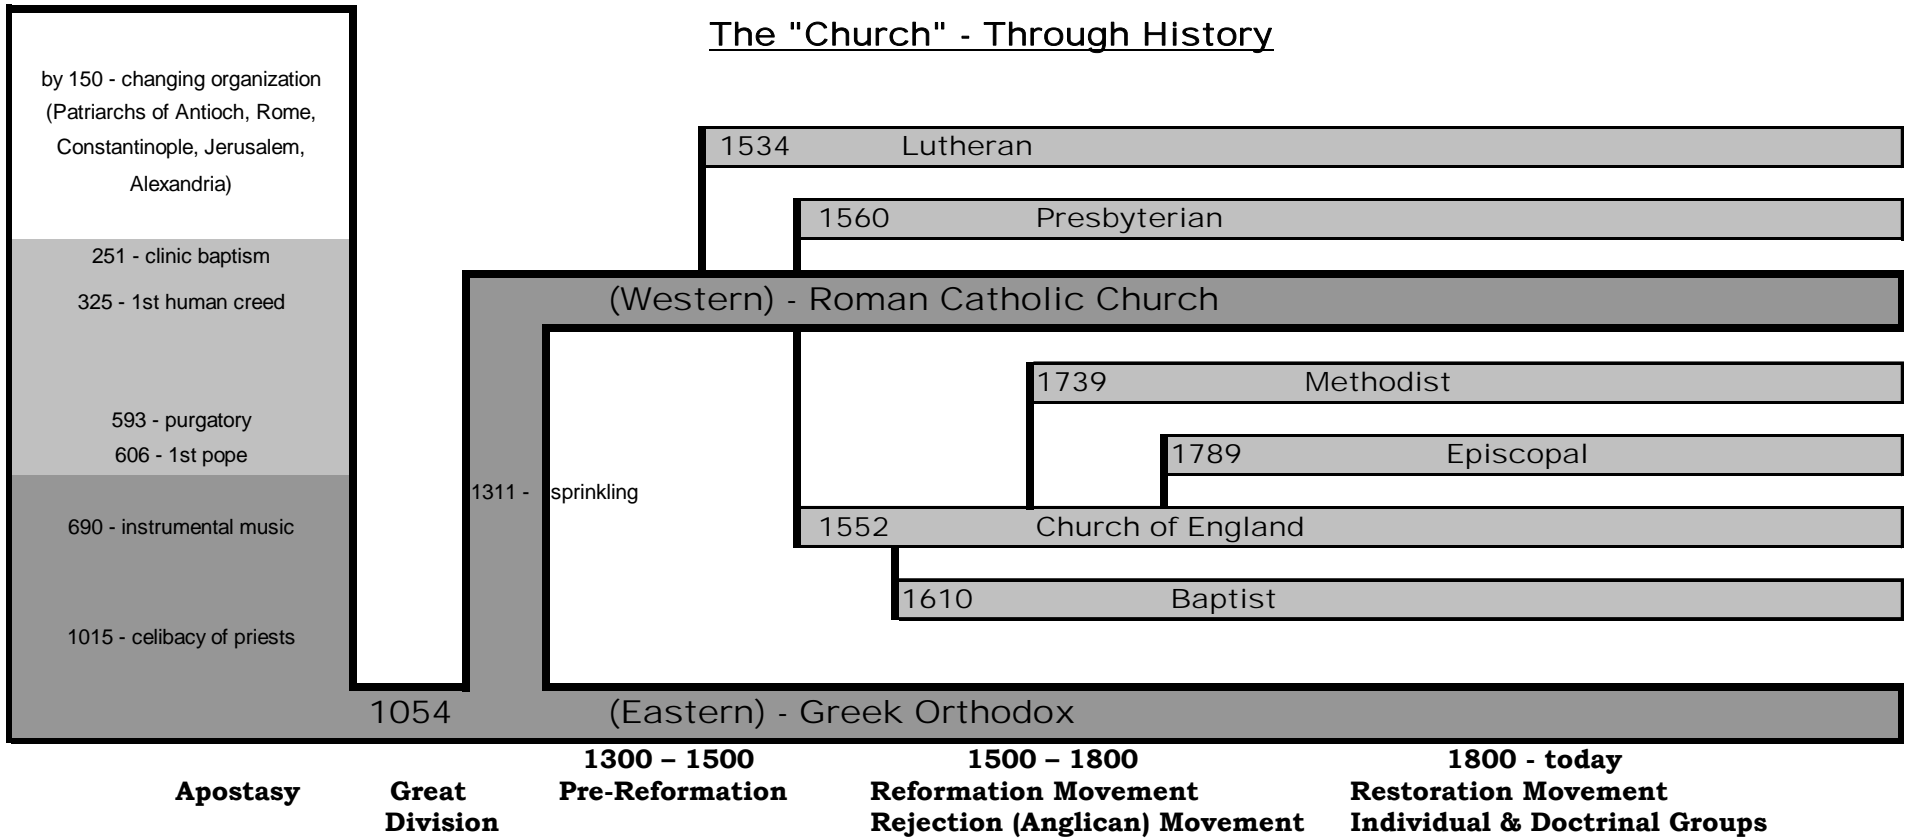 The "Church" - Through History
by 150 - changing organization
(Patriarchs of Antioch, Rome,
Constantinople, Jerusalem,
Alexandria)
251 - clinic baptism
325 - 1st human creed
593 - purgatory
606 - 1st pope
690 - instrumental music
1015 - celibacy of priests
1534 Lutheran
1560 Presbyterian
(Western) - Roman Catholic Church
1739 Methodist
1789 Episcopal
1311 - sprinkling
1552 Church of England
1610 Baptist
1054 (Eastern) - Greek Orthodox
1300 – 1500 1500 – 1800 1800 - today
Apostasy Great Pre-Reformation Reformation Movement Restoration Movement
Division Rejection (Anglican) Movement Individual & Doctrinal Groups